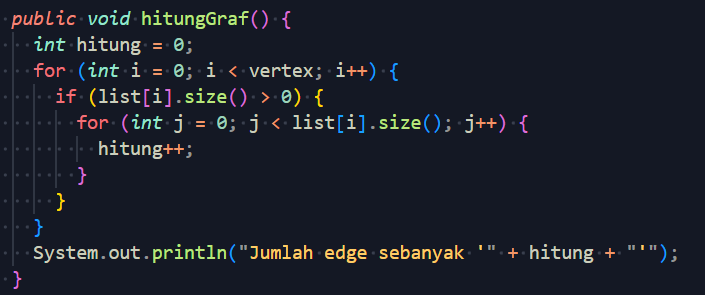 public void hitungGraf() {
int hitung = 0;
for (int i = 0; i < vertex; i++) {
if (list[i].size() > 0) {
for (int j = 0; j < list[i].size(); j++) {
hitung++;
}
}
}
System.out.println("Jumlah edge sebanyak '" + hitung + "'");
}